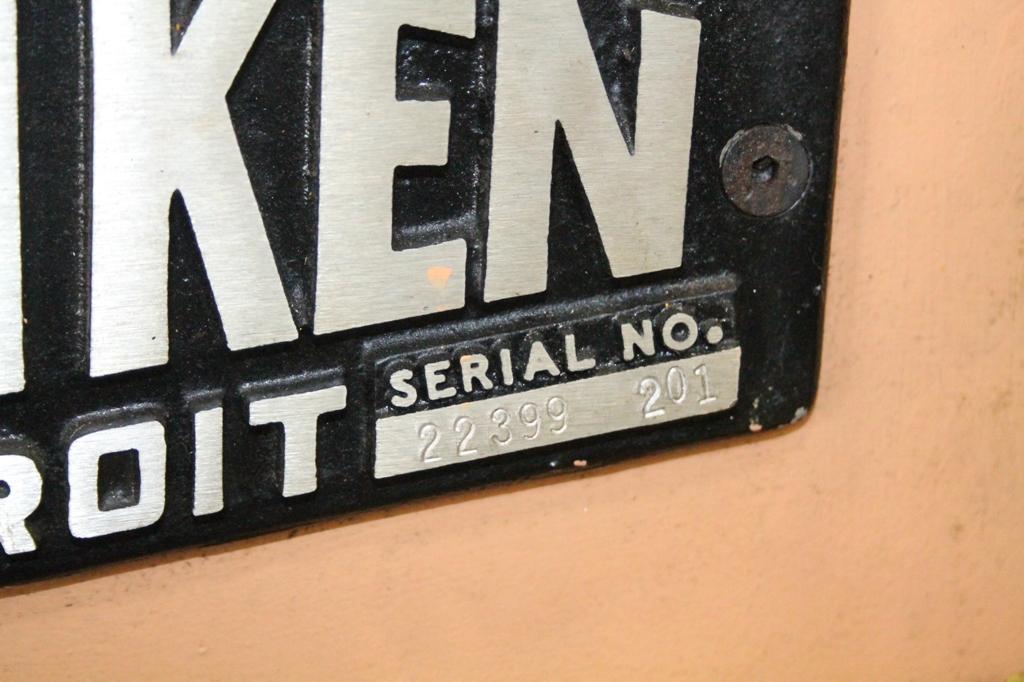 KEN
ROIT
SERIAL NO.
22399 201